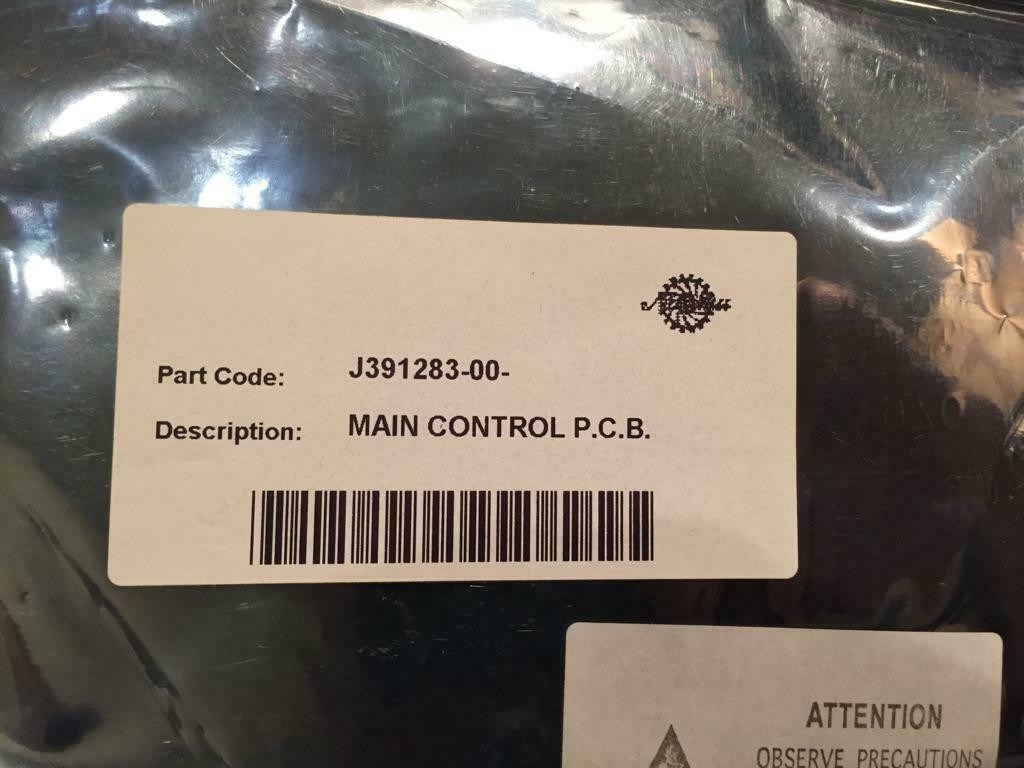 Part Code: J391283-00-
Description: MAIN CONTROL P.C.B.
ATTENTION
OBSERVE PRECAUTIONS